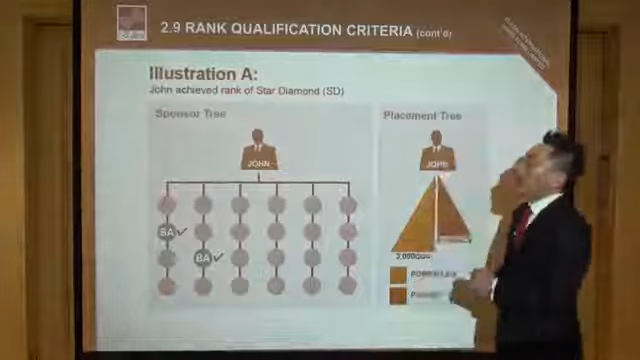 2.9 RANK QUALIFICATION CRITERIA (cont'd)
Illustration A:
John achieved rank of Star Diamond (SD)
Sponsor Tree
Placement Tree
JOHN
JOHN
BA
BA